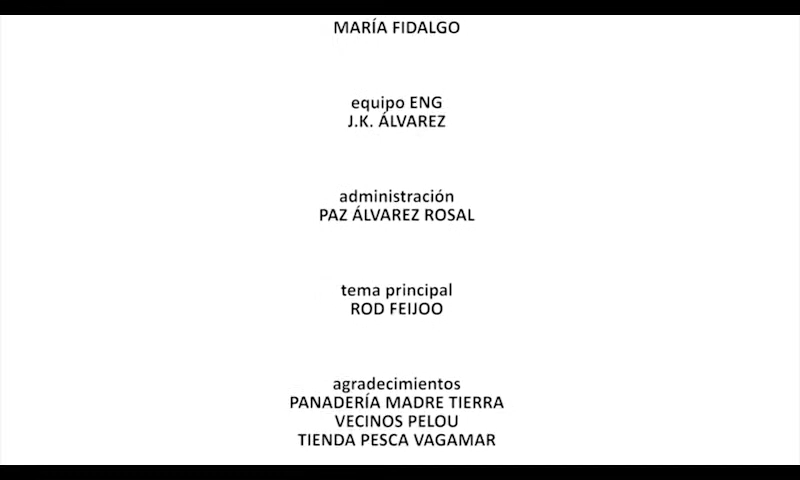 MARÍA FIDALGO
equipo ENG
J.K. ÁLVAREZ
administración
PAZ ÁLVAREZ ROSAL
tema principal
ROD FEIJOO
agradecimientos
PANADERÍA MADRE TIERRA
VECINOS PELOU
TIENDA PESCA VAGAMAR